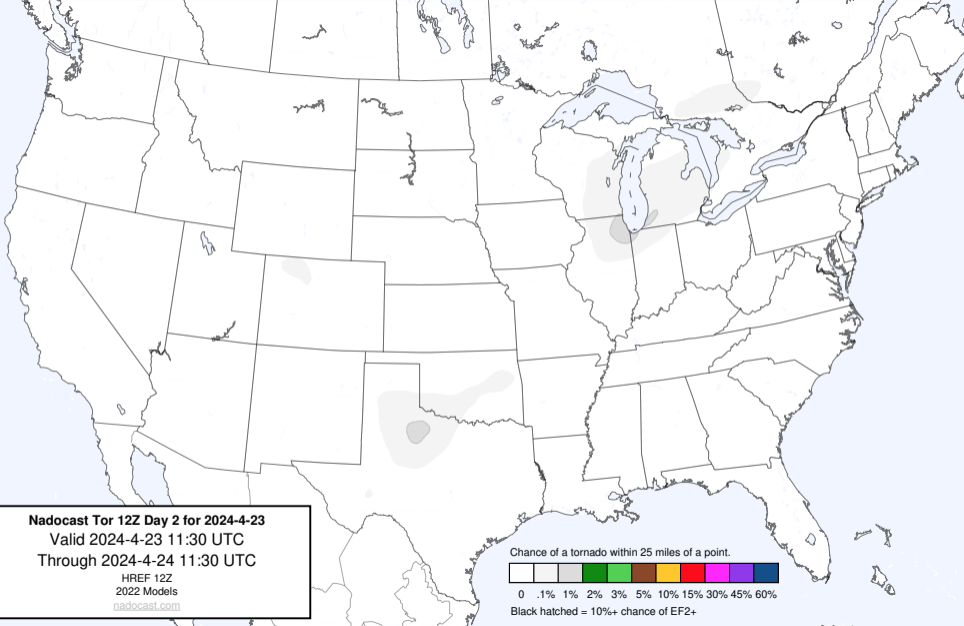 Nadocast Tor 12Z Day 2 for 2024-4-23
Valid 2024-4-23 11:30 UTC
Through 2024-4-24 11:30 UTC
HREF 12Z
2022 Models
nadocast.com
Chance of a tornado within 25 miles of a point.
0 .1% 1% 2% 3% 5% 10% 15% 30% 45% 60%
Black hatched = 10%+ chance of EF2+